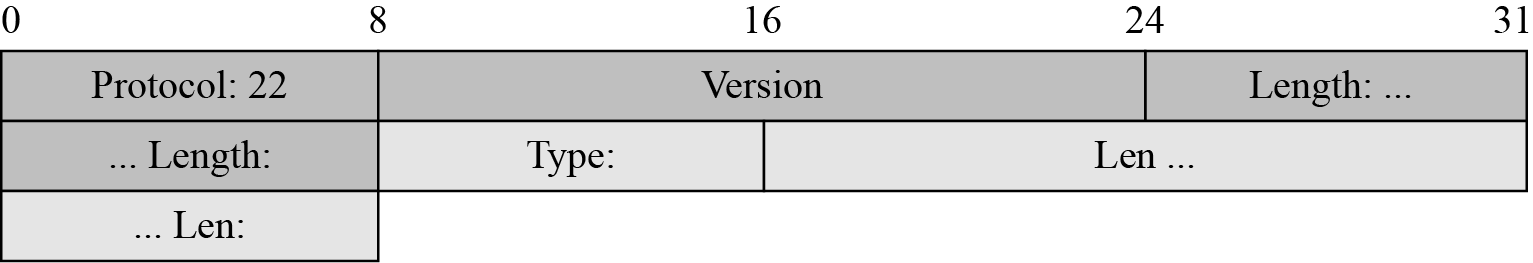 0 8 16 24 31
Protocol: 22 Version Length: ...
... Length: Type: Len ...
... Len: